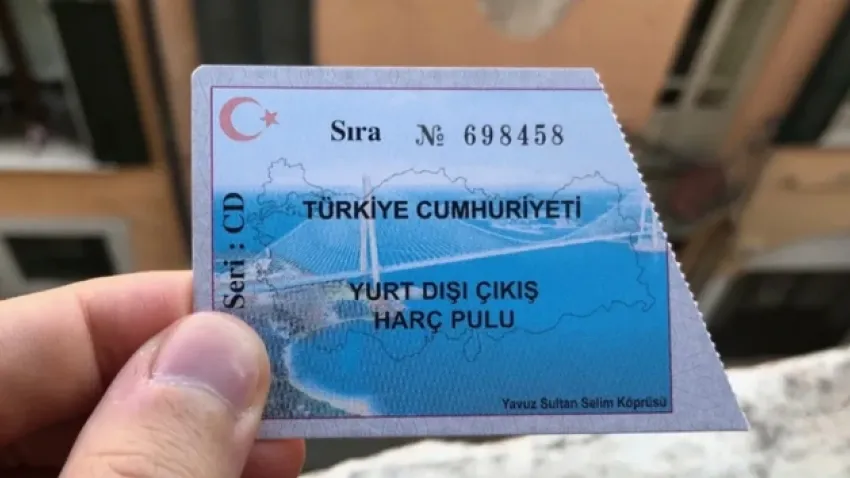 Sıra № 698458
Seri : CD
TÜRKİYE CUMHURİYETİ
YURT DIŞI ÇIKIŞ
HARÇ PULU
Yavuz Sultan Selim Köprüsü